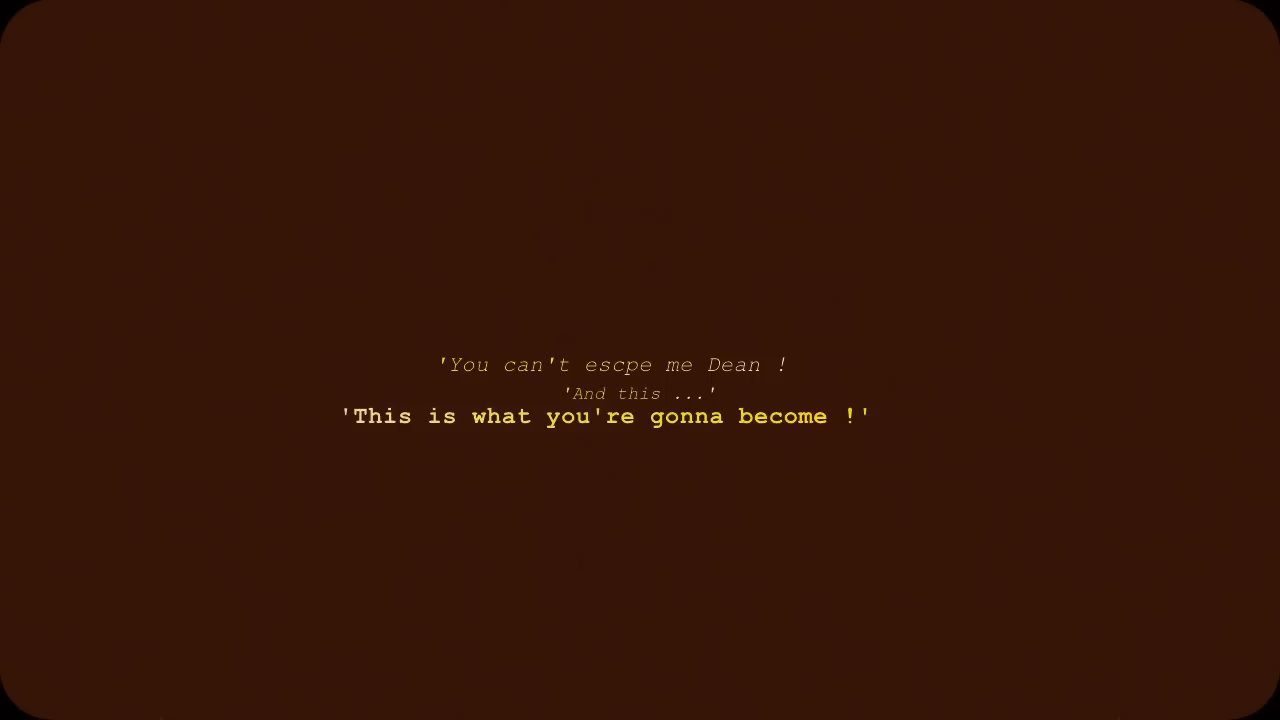 'You can't escpe me Dean !
'And this ...'
'This is what you're gonna become !'